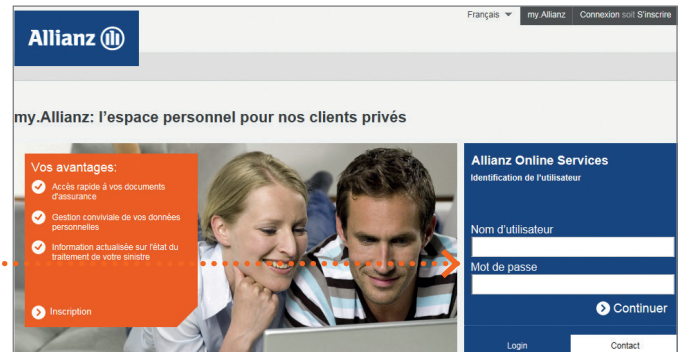 Français my.Allianz Connexion soit S'inscrire
Allianz
my.Allianz: l'espace personnel pour nos clients privés
Vos avantages:
Accès rapide à vos documents
d'assurance
Gestion conviviale de vos données
personnelles
Information actualisée sur l'état du
traitement de votre sinistre
Inscription
Allianz Online Services
Identification de l'utilisateur
Nom d'utilisateur
Mot de passe
Continuer
Login Contact